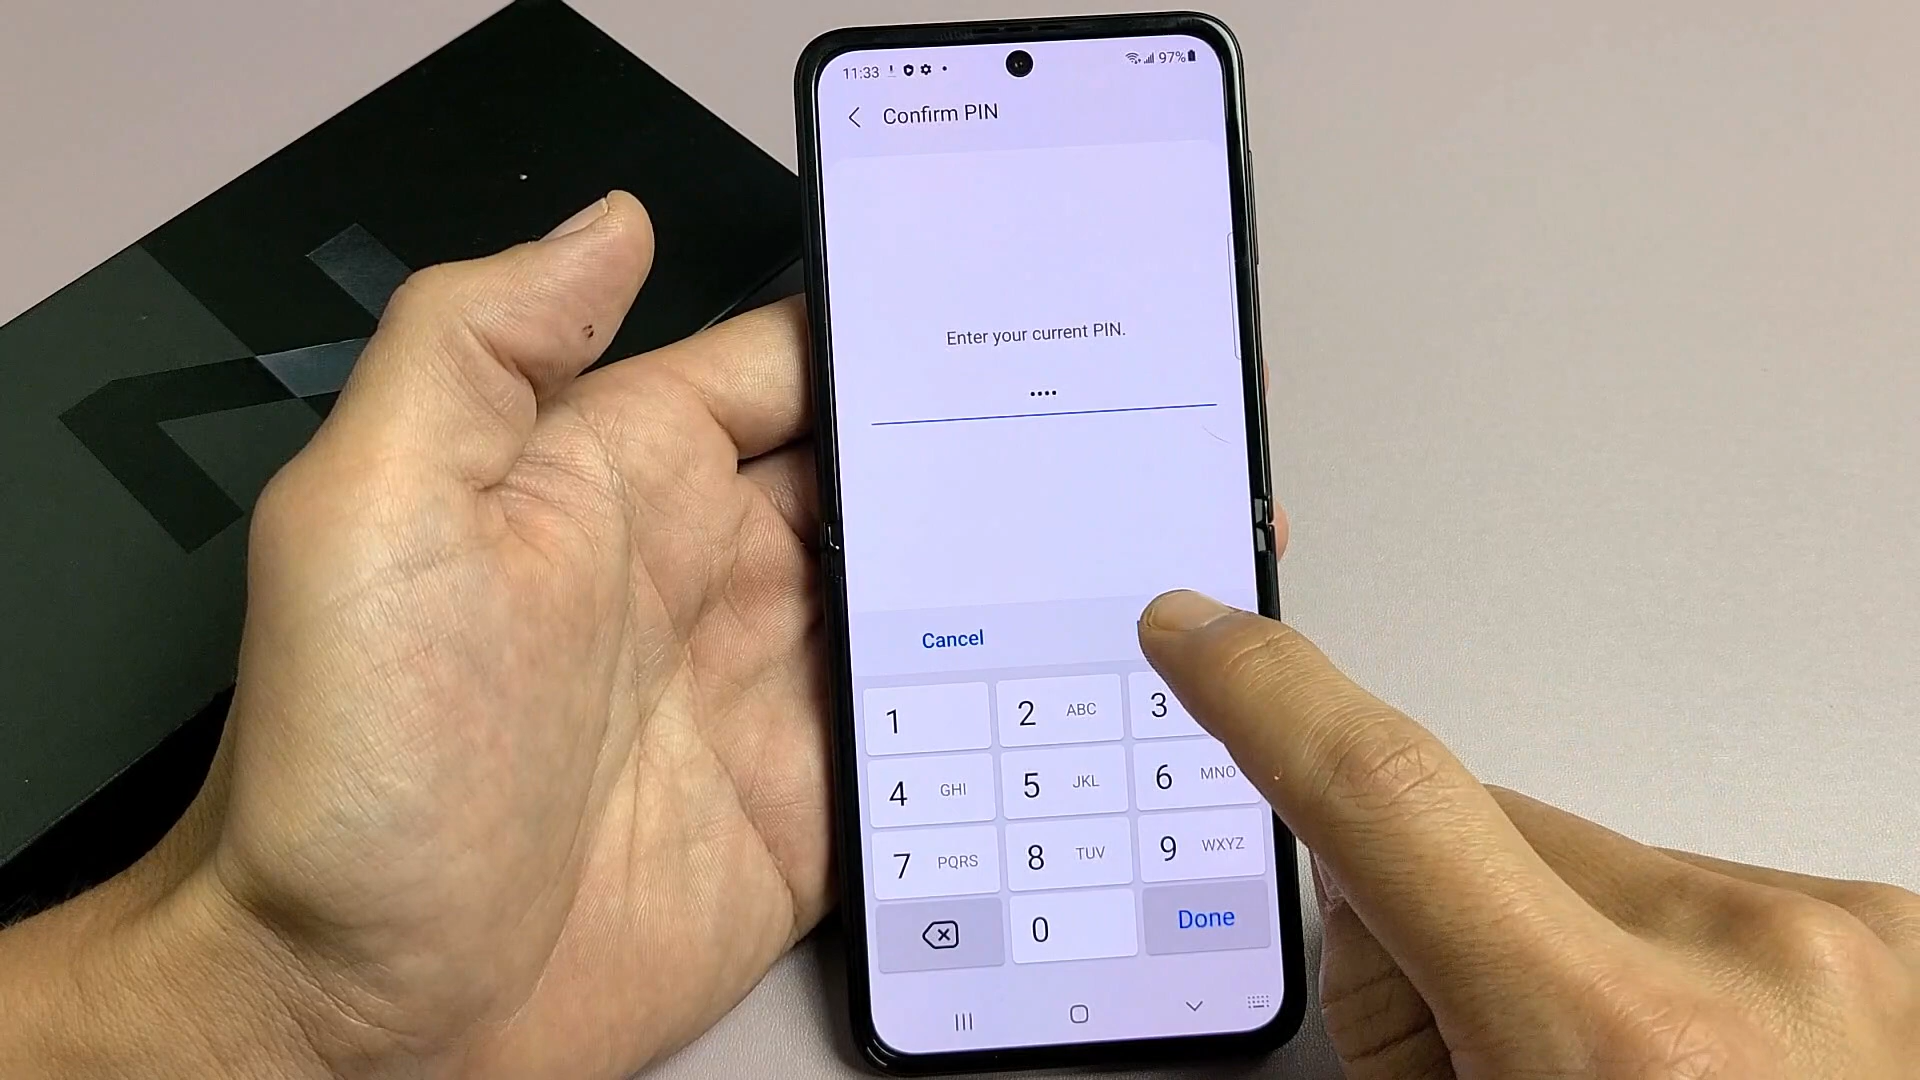 11:33 97%
Confirm PIN
Enter your current PIN.
Cancel
1 2 ABC 3
4 GHI 5 JKL 6 MNO
7 PQRS 8 TUV 9 WXYZ
0 Done